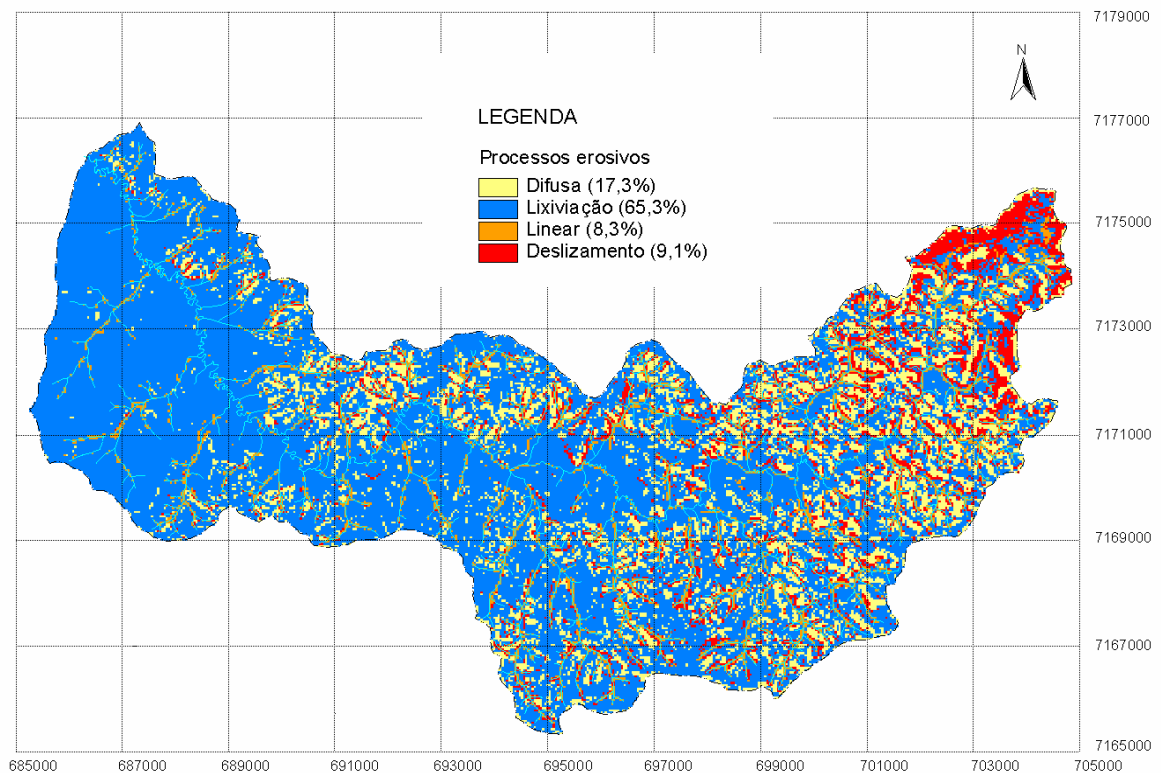 7179000
N
LEGENDA
7177000
Processos erosivos
Difusa (17,3%)
Lixiviação (65,3%)
Linear (8,3%)
Deslizamento (9,1%)
7175000
7173000
7171000
7169000
7167000
7165000
685000 687000 689000 691000 693000 695000 697000 699000 701000 703000 705000